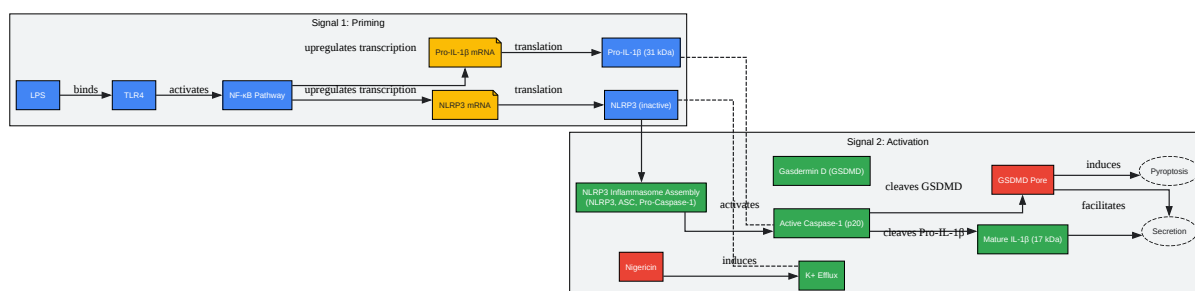 Signal 1: Priming
upregulates transcription
Pro-IL-1β mRNA
translation
Pro-IL-1β (31 kDa)
LPS
binds
TLR4
activates
NF-κB Pathway
upregulates transcription
NLRP3 mRNA
translation
NLRP3 (inactive)
Signal 2: Activation
Gasdermin D (GSDMD)
cleaves GSDMD
GSDMD Pore
induces
Pyroptosis
NLRP3 Inflammasome Assembly
(NLRP3, ASC, Pro-Caspase-1)
activates
Active Caspase-1 (p20)
cleaves Pro-IL-1β
Mature IL-1β (17 kDa)
facilitates
Secretion
Nigericin
induces
K+ Efflux